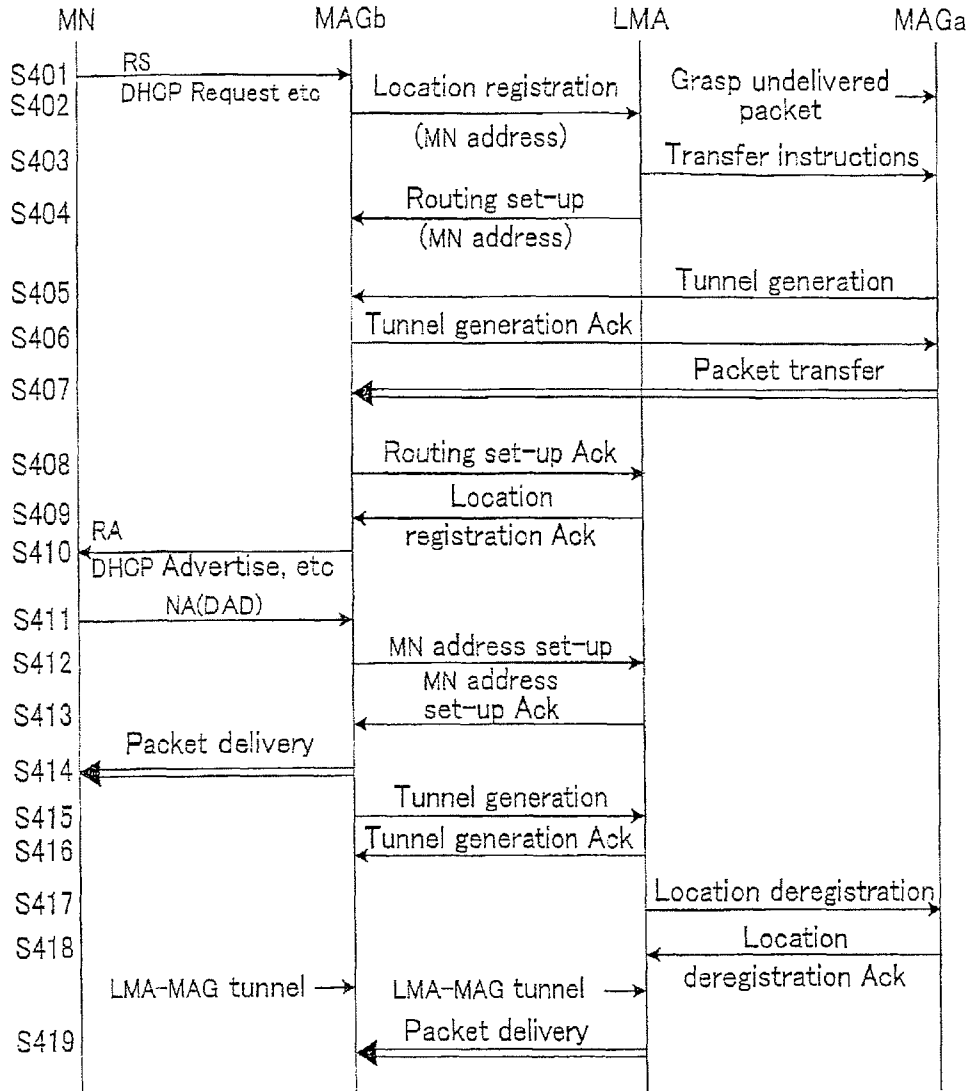 MN MAGb LMA MAGa
S401 RS
DHCP Request etc
S402 Location registration
(MN address)
Grasp undelivered
packet
S403 Transfer instructions
S404 Routing set-up
(MN address)
S405 Tunnel generation
S406 Tunnel generation Ack
S407 Packet transfer
S408 Routing set-up Ack
S409 Location
registration Ack
S410 RA
DHCP Advertise, etc
S411 NA(DAD)
S412 MN address set-up
S413 MN address
set-up Ack
S414 Packet delivery
S415 Tunnel generation
S416 Tunnel generation Ack
S417 Location deregistration
S418 Location
deregistration Ack
LMA-MAG tunnel LMA-MAG tunnel
S419 Packet delivery